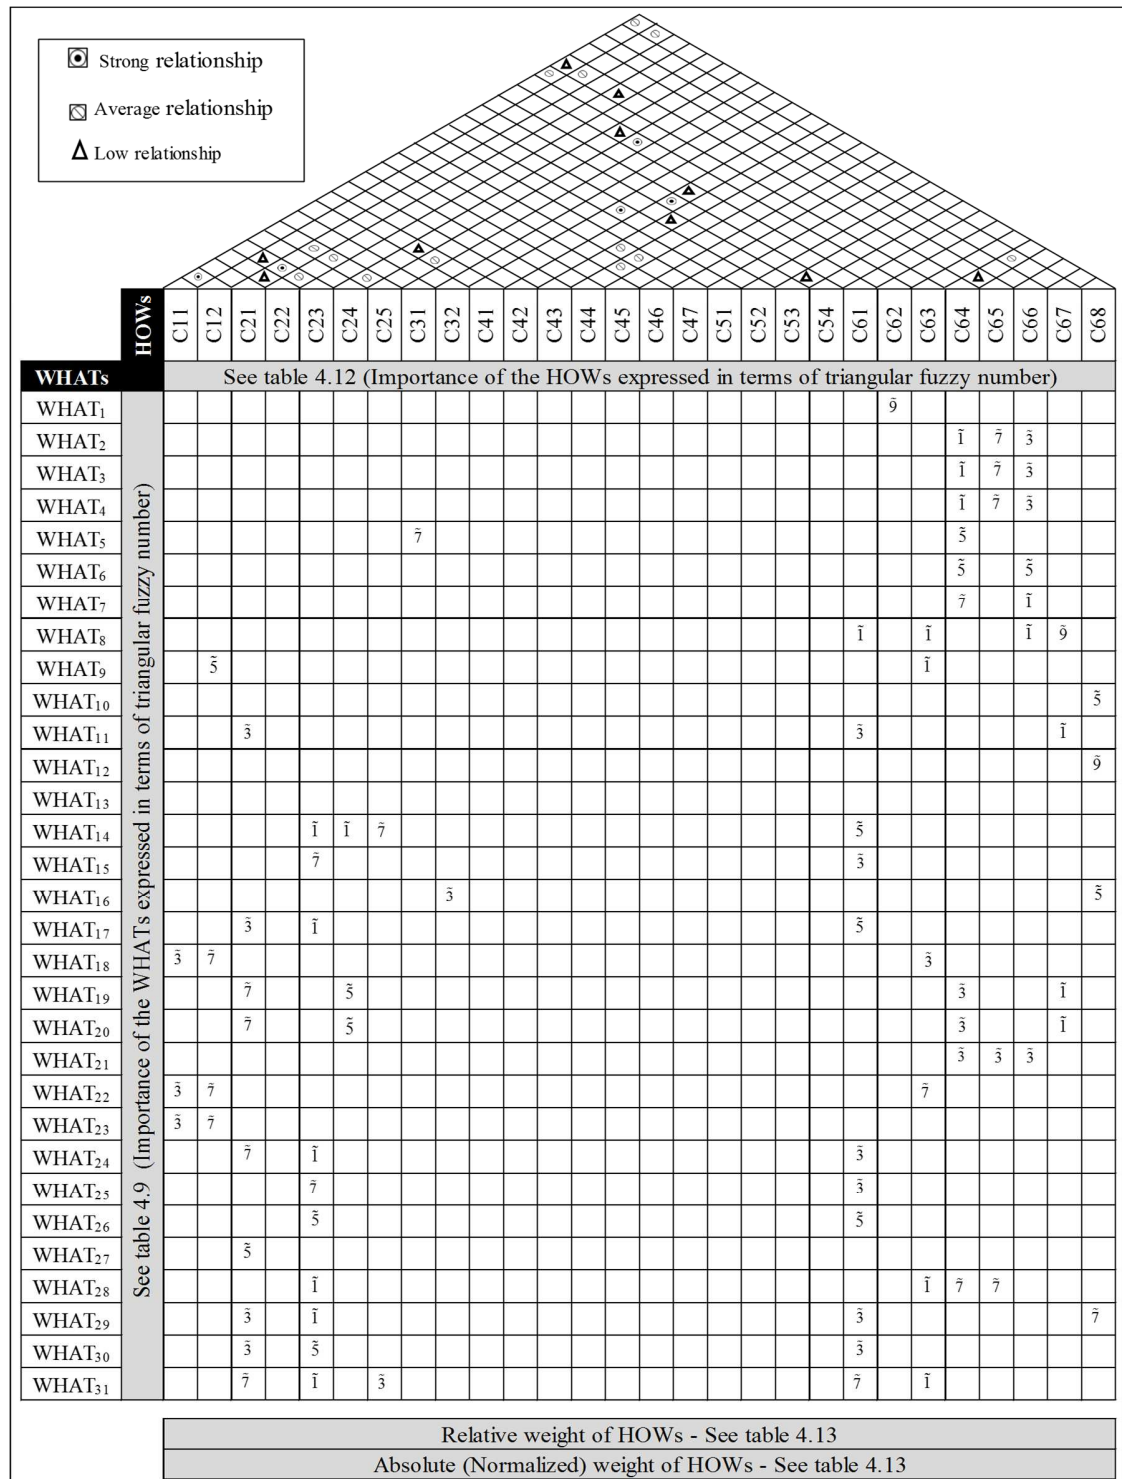 Strong relationship
Average relationship
Low relationship
HOWs
C11 C12 C21 C22 C23 C24 C25 C31 C32 C41 C42 C43 C44 C45 C46 C47 C51 C52 C53 C54 C61 C62 C63 C64 C65 C66 C67 C68
WHATs See table 4.12 (Importance of the HOWs expressed in terms of triangular fuzzy number)
See table 4.9 (Importance of the WHATs expressed in terms of triangular fuzzy number)
WHAT₁ 9̃
WHAT₂ 1̃ 7̃ 3̃
WHAT₃ 1̃ 7̃ 3̃
WHAT₄ 1̃ 7̃ 3̃
WHAT₅ 7̃ 5̃
WHAT₆ 5̃ 5̃
WHAT₇ 7̃ 1̃
WHAT₈ 1̃ 1̃ 1̃ 9̃
WHAT₉ 5̃ 1̃
WHAT₁₀ 5̃
WHAT₁₁ 3̃ 3̃ 1̃
WHAT₁₂ 9̃
WHAT₁₃
WHAT₁₄ 1̃ 1̃ 7̃ 5̃
WHAT₁₅ 7̃ 3̃
WHAT₁₆ 3̃ 5̃
WHAT₁₇ 3̃ 1̃ 5̃
WHAT₁₈ 3̃ 7̃ 3̃
WHAT₁₉ 7̃ 5̃ 3̃ 1̃
WHAT₂₀ 7̃ 5̃ 3̃ 1̃
WHAT₂₁ 3̃ 3̃ 3̃
WHAT₂₂ 3̃ 7̃ 7̃
WHAT₂₃ 3̃ 7̃
WHAT₂₄ 7̃ 1̃ 3̃
WHAT₂₅ 7̃ 3̃
WHAT₂₆ 5̃ 5̃
WHAT₂₇ 5̃
WHAT₂₈ 1̃ 1̃ 7̃ 7̃
WHAT₂₉ 3̃ 1̃ 3̃ 7̃
WHAT₃₀ 3̃ 5̃ 3̃
WHAT₃₁ 7̃ 1̃ 3̃ 7̃ 1̃
Relative weight of HOWs - See table 4.13
Absolute (Normalized) weight of HOWs - See table 4.13